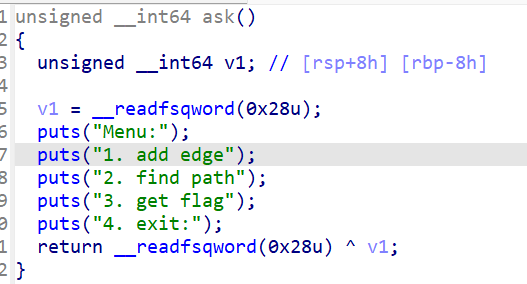 1 unsigned __int64 ask()
2 {
3   unsigned __int64 v1; // [rsp+8h] [rbp-8h]
4
5   v1 = __readfsqword(0x28u);
6   puts("Menu:");
7   puts("1. add edge");
8   puts("2. find path");
9   puts("3. get flag");
0   puts("4. exit:");
1   return __readfsqword(0x28u) ^ v1;
2 }